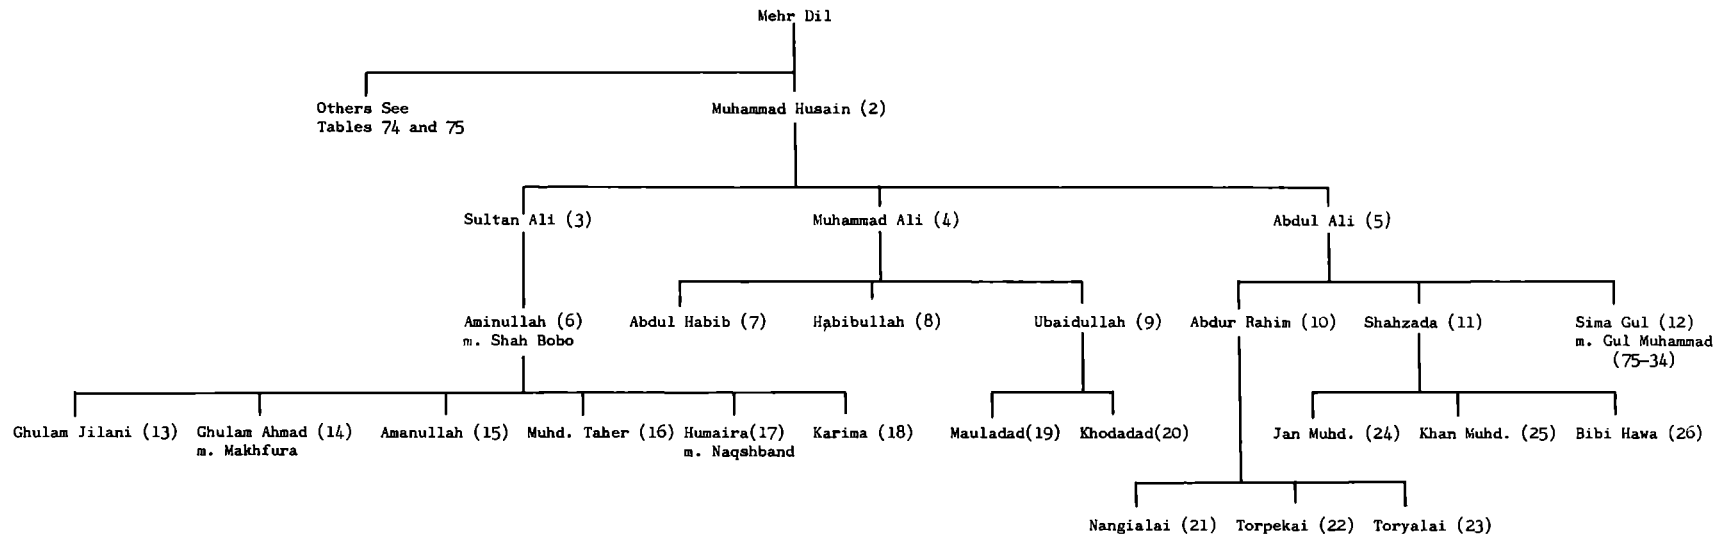 Mehr Dil
Others See
Tables 74 and 75
Muhammad Husain (2)
Sultan Ali (3)
Muhammad Ali (4)
Abdul Ali (5)
Aminullah (6)
m. Shah Bobo
Abdul Habib (7)
Habibullah (8)
Ubaidullah (9)
Abdur Rahim (10)
Shahzada (11)
Sima Gul (12)
m. Gul Muhammad
(75-34)
Ghulam Jilani (13)
Ghulam Ahmad (14)
m. Makhfura
Amanullah (15)
Muhd. Taher (16)
Humaira(17)
m. Naqshband
Karima (18)
Mauladad(19)
Khodadad(20)
Jan Muhd. (24)
Khan Muhd. (25)
Bibi Hawa (26)
Nangialai (21)
Torpekai (22)
Toryalai (23)